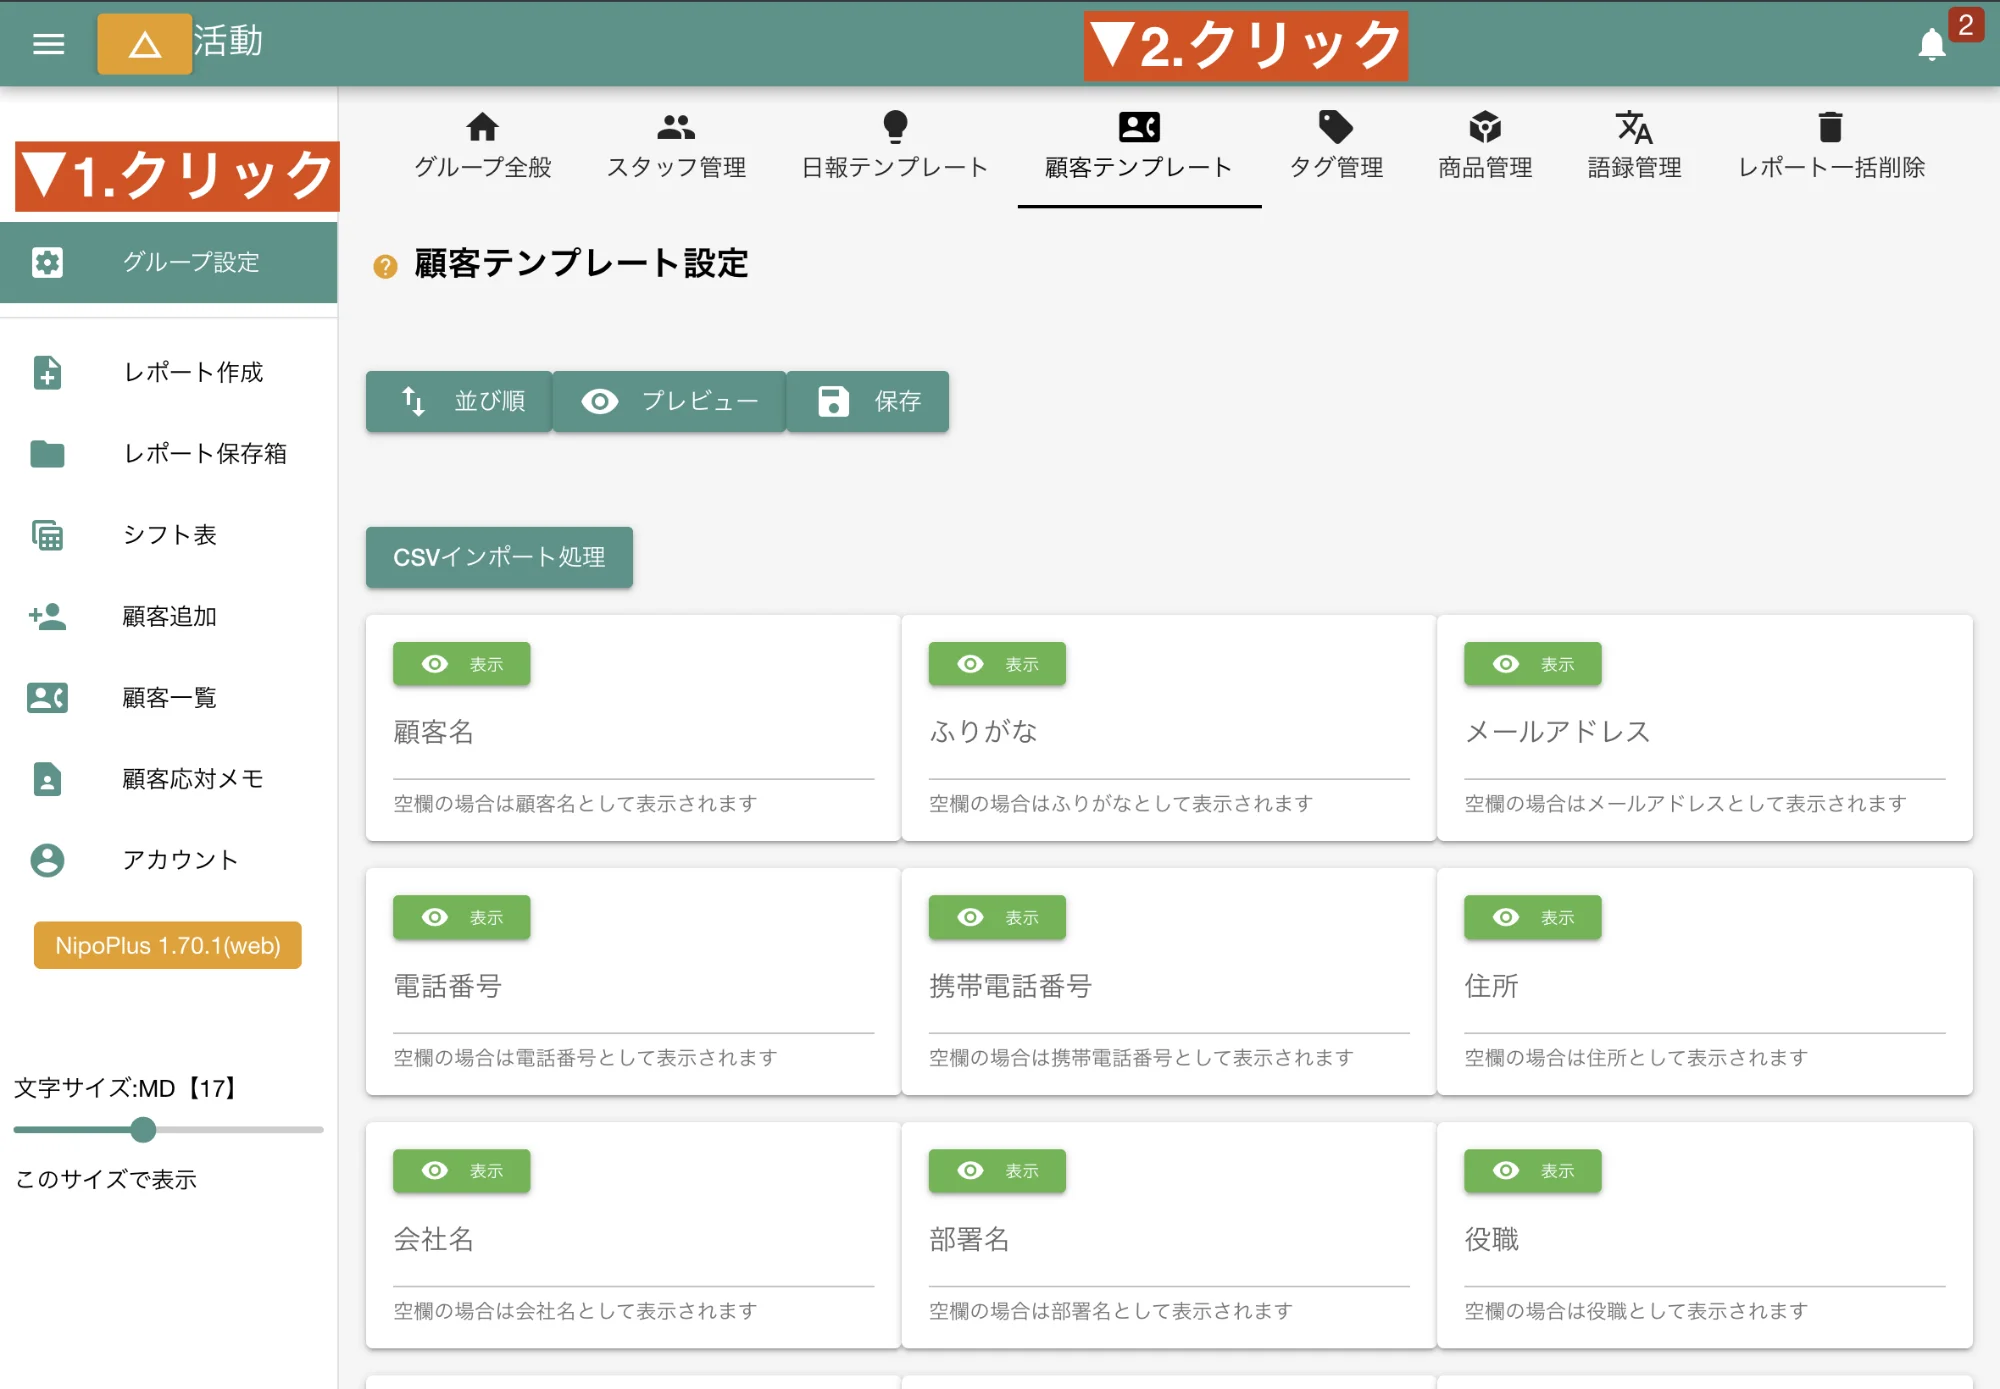 活動
▼2.クリック
2
▼1.クリック
グループ設定
レポート作成
レポート保存箱
シフト表
顧客追加
顧客一覧
顧客応対メモ
アカウント
NipoPlus 1.70.1(web)
文字サイズ:MD【17】
このサイズで表示
グループ全般
スタッフ管理
日報テンプレート
顧客テンプレート
タグ管理
商品管理
語録管理
レポート一括削除
顧客テンプレート設定
並び順
プレビュー
保存
CSVインポート処理
表示
顧客名
空欄の場合は顧客名として表示されます
表示
ふりがな
空欄の場合はふりがなとして表示されます
表示
メールアドレス
空欄の場合はメールアドレスとして表示されます
表示
電話番号
空欄の場合は電話番号として表示されます
表示
携帯電話番号
空欄の場合は携帯電話番号として表示されます
表示
住所
空欄の場合は住所として表示されます
表示
会社名
空欄の場合は会社名として表示されます
表示
部署名
空欄の場合は部署名として表示されます
表示
役職
空欄の場合は役職として表示されます